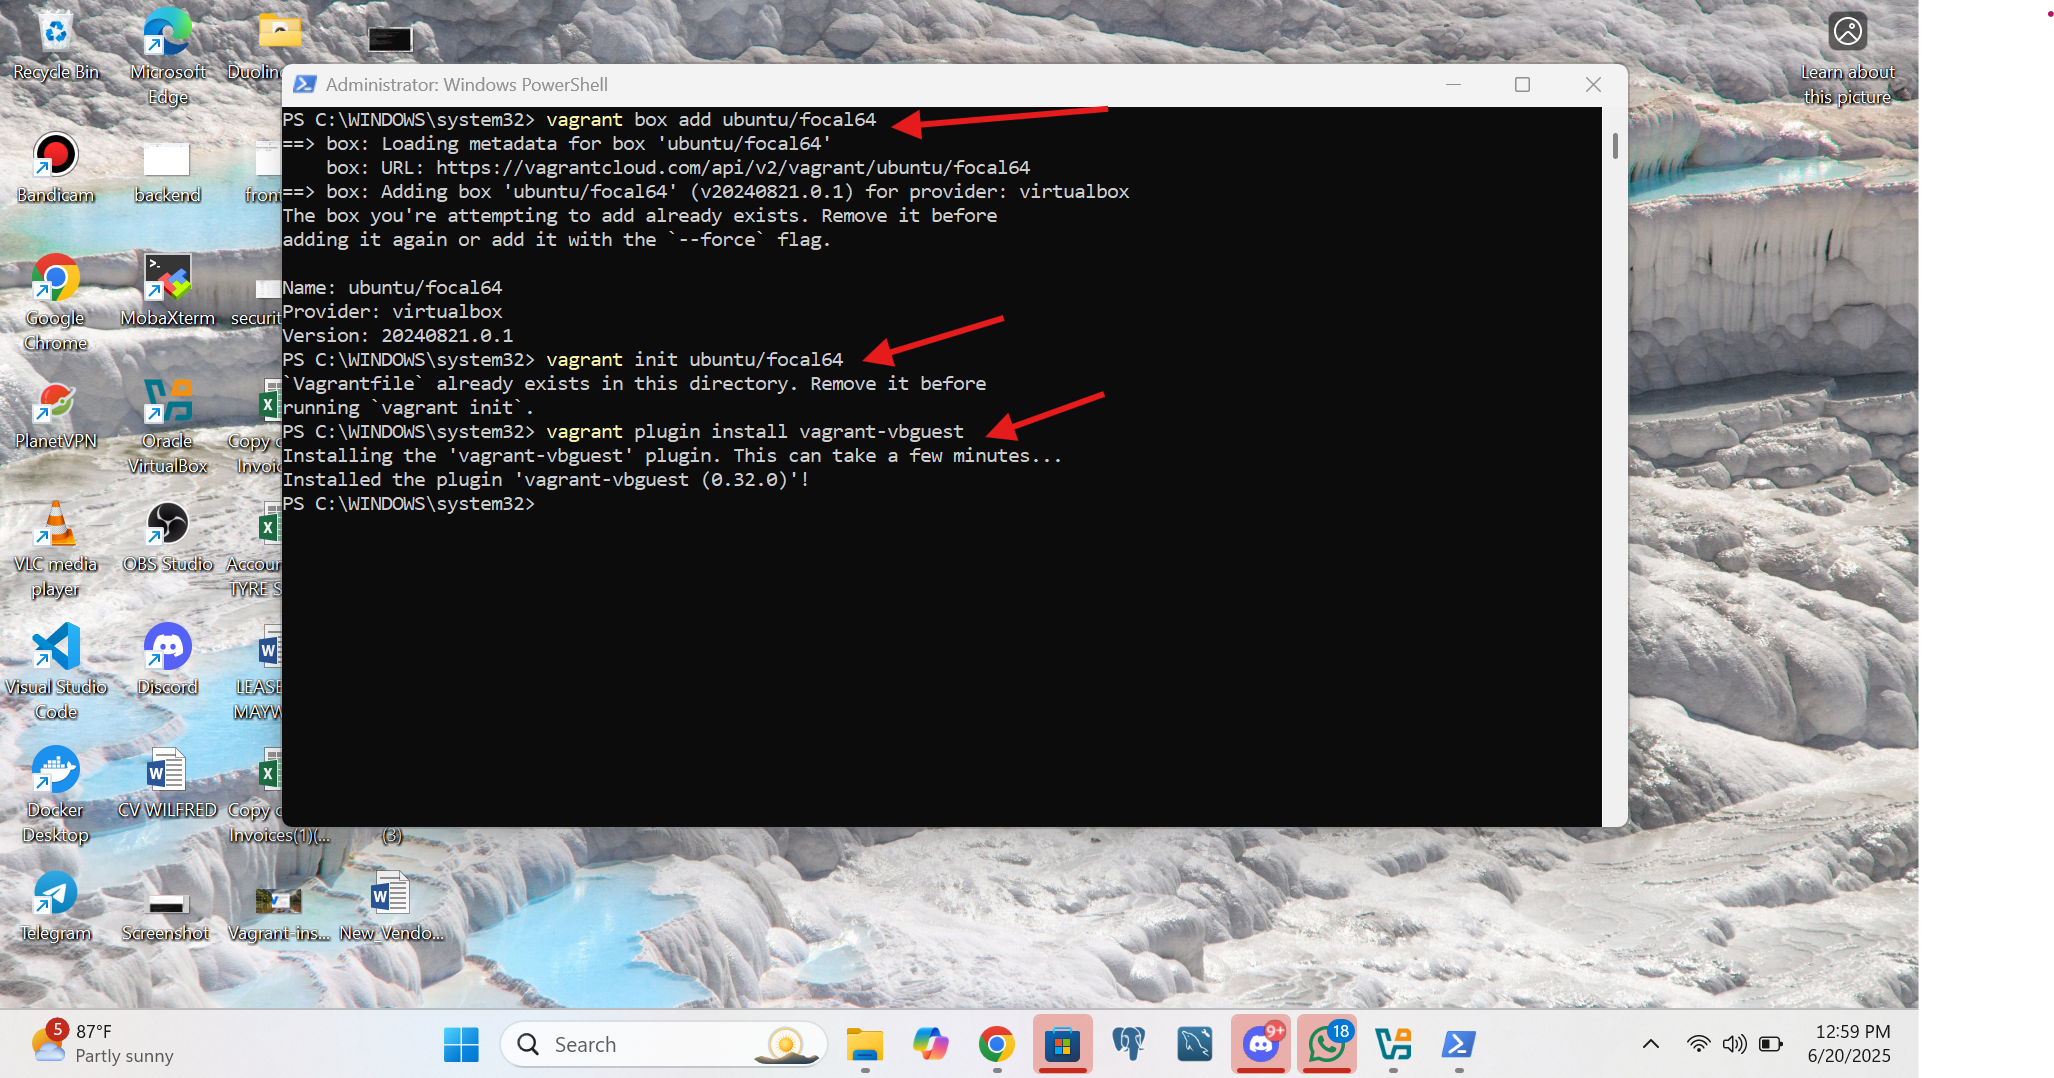 Recycle Bin
Microsoft
Edge
Learn about
this picture
Administrator: Windows PowerShell
PS C:\WINDOWS\system32> vagrant box add ubuntu/focal64
==> box: Loading metadata for box 'ubuntu/focal64'
box: URL: https://vagrantcloud.com/api/v2/vagrant/ubuntu/focal64
==> box: Adding box 'ubuntu/focal64' (v20240821.0.1) for provider: virtualbox
The box you're attempting to add already exists. Remove it before
adding it again or add it with the `--force` flag.
Name: ubuntu/focal64
Provider: virtualbox
Version: 20240821.0.1
PS C:\WINDOWS\system32> vagrant init ubuntu/focal64
`Vagrantfile` already exists in this directory. Remove it before
running `vagrant init`.
PS C:\WINDOWS\system32> vagrant plugin install vagrant-vbguest
Installing the 'vagrant-vbguest' plugin. This can take a few minutes...
Installed the plugin 'vagrant-vbguest (0.32.0)'!
PS C:\WINDOWS\system32>
Bandicam
backend
Google
Chrome
MobaXterm
PlanetVPN
Oracle
VirtualBox
Copy
VLC media
player
OBS Studio
TYRE
Visual Studio
Code
Discord
LEASE
Docker
Desktop
CV WILFRED
Copy
Invoices(1)(...
(3)
Telegram
Screenshot
Vagrant-ins...
New_Vendo...
5
87°F
Partly sunny
Search
9+
18
12:59 PM
6/20/2025